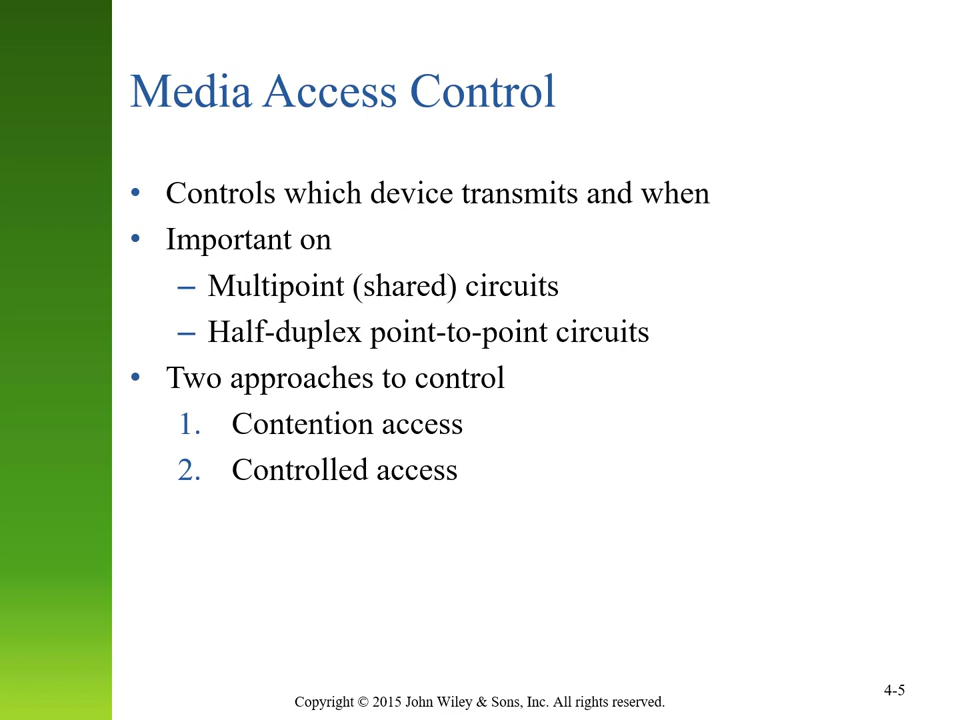 Media Access Control
• Controls which device transmits and when
• Important on
– Multipoint (shared) circuits
– Half-duplex point-to-point circuits
• Two approaches to control
1. Contention access
2. Controlled access
4-5
Copyright © 2015 John Wiley & Sons, Inc. All rights reserved.